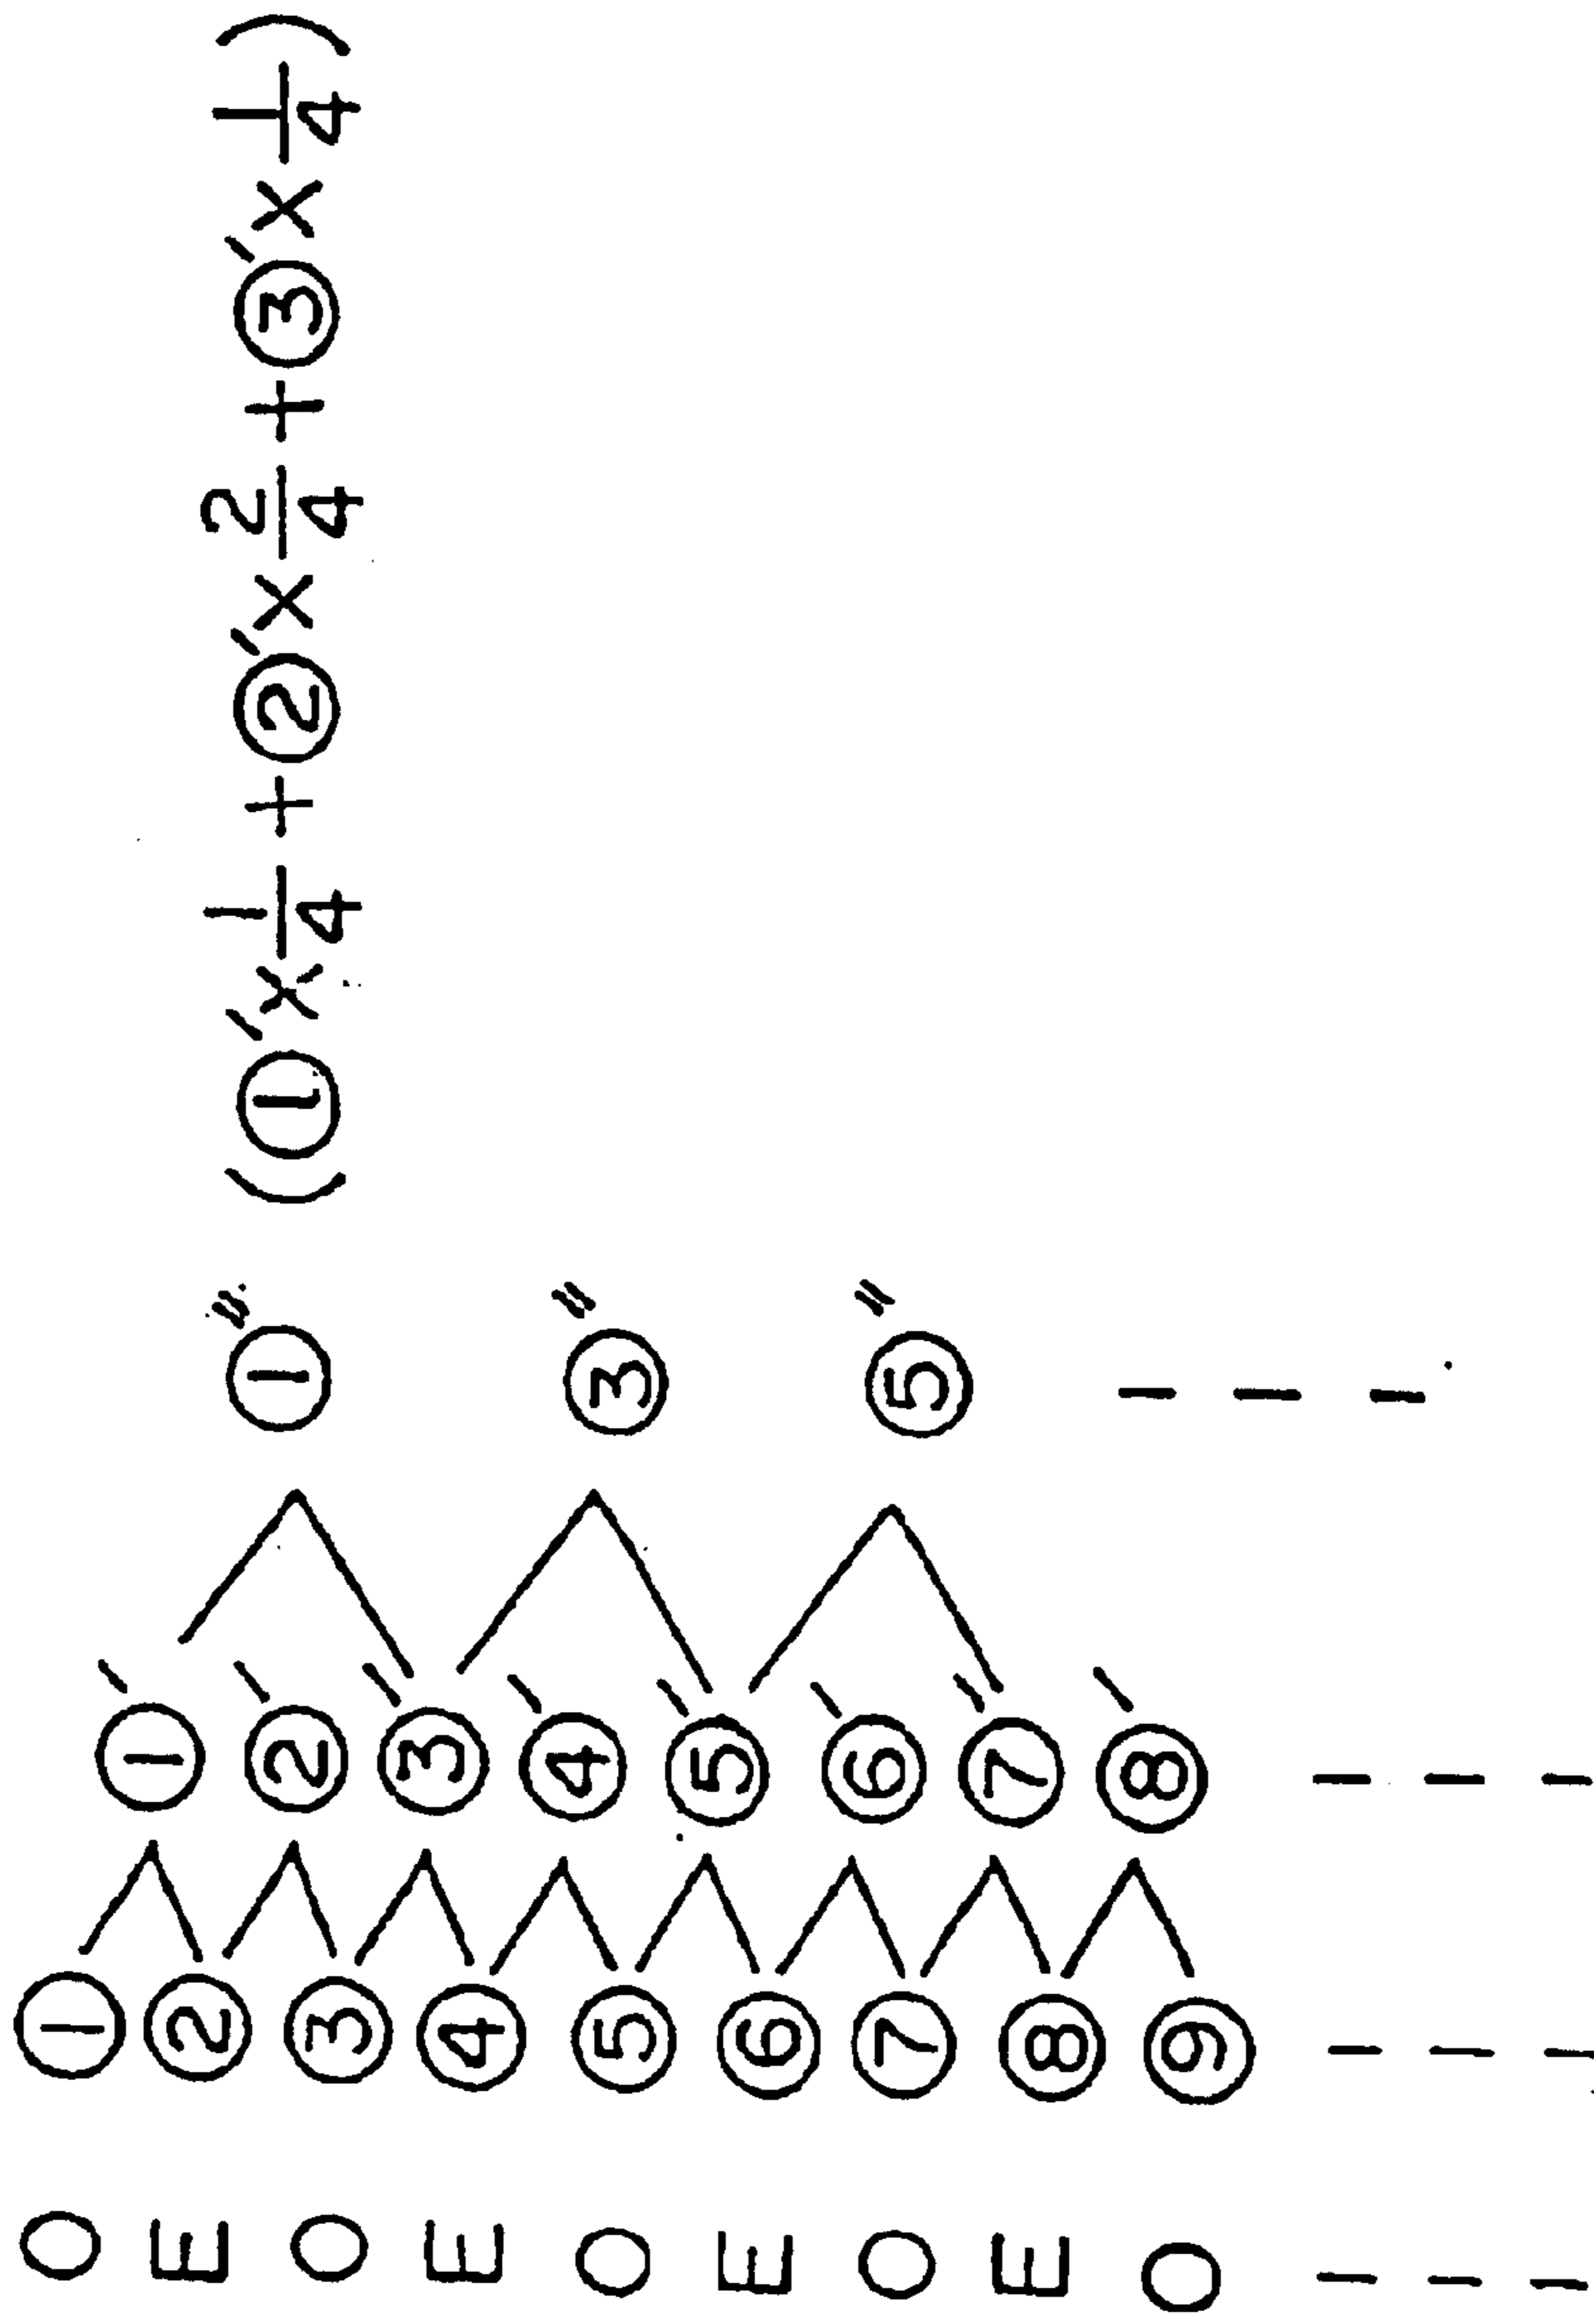 O ①
①′
E ②
②′ ①″ (①′×1/4+②′×2/4+③′×1/4)
O ③
③′
E ④
④′
O ⑤ ③″
⑤′
E ⑥
⑥′
O ⑦ ⑤″
⑦′
E ⑧
⑧′
O ⑨